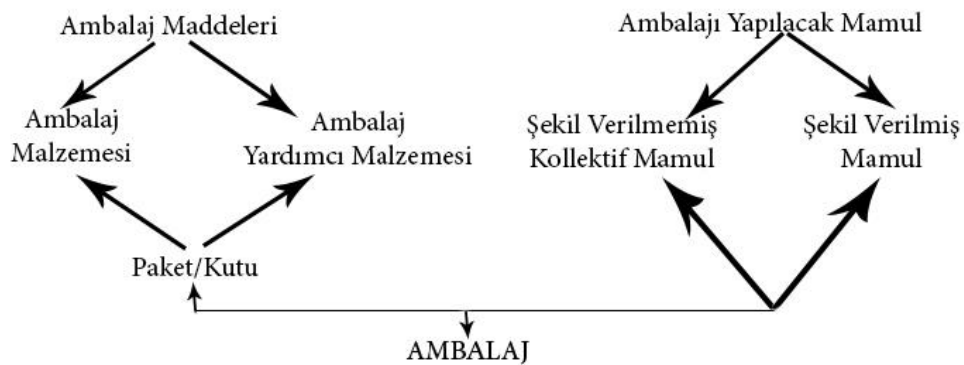 Ambalaj Maddeleri
Ambalajı Yapılacak Mamul
Ambalaj
Malzemesi
Ambalaj
Yardımcı Malzemesi
Şekil Verilmemiş
Kollektif Mamul
Şekil Verilmiş
Mamul
Paket/Kutu
AMBALAJ